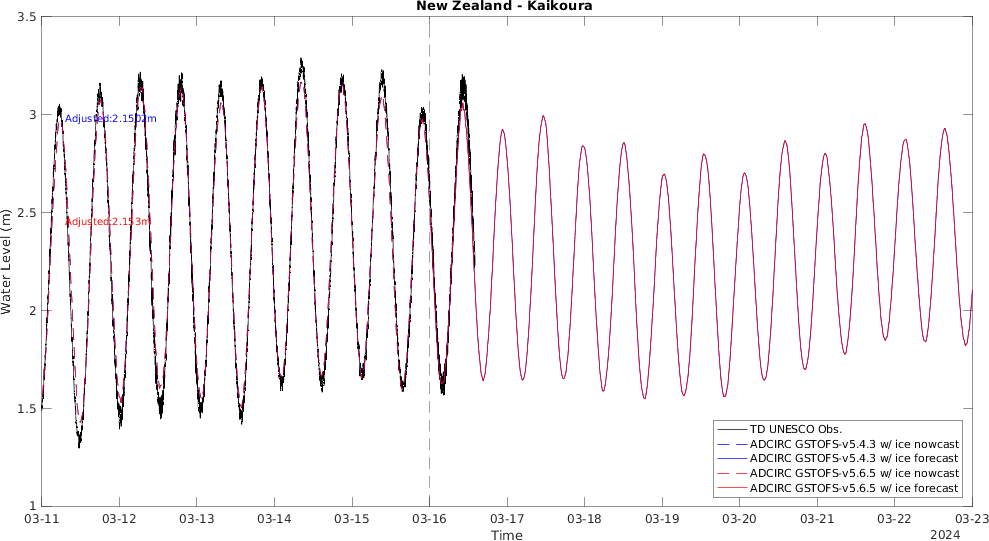 New Zealand - Kaikoura
3.5
3
2.5
2
1.5
1
Water Level (m)
Adjusted:2.1502m
Adjusted:2.153m
TD UNESCO Obs.
ADCIRC GSTOFS-v5.4.3 w/ ice nowcast
ADCIRC GSTOFS-v5.4.3 w/ ice forecast
ADCIRC GSTOFS-v5.6.5 w/ ice nowcast
ADCIRC GSTOFS-v5.6.5 w/ ice forecast
03-11 03-12 03-13 03-14 03-15 03-16 03-17 03-18 03-19 03-20 03-21 03-22 03-23
Time
2024